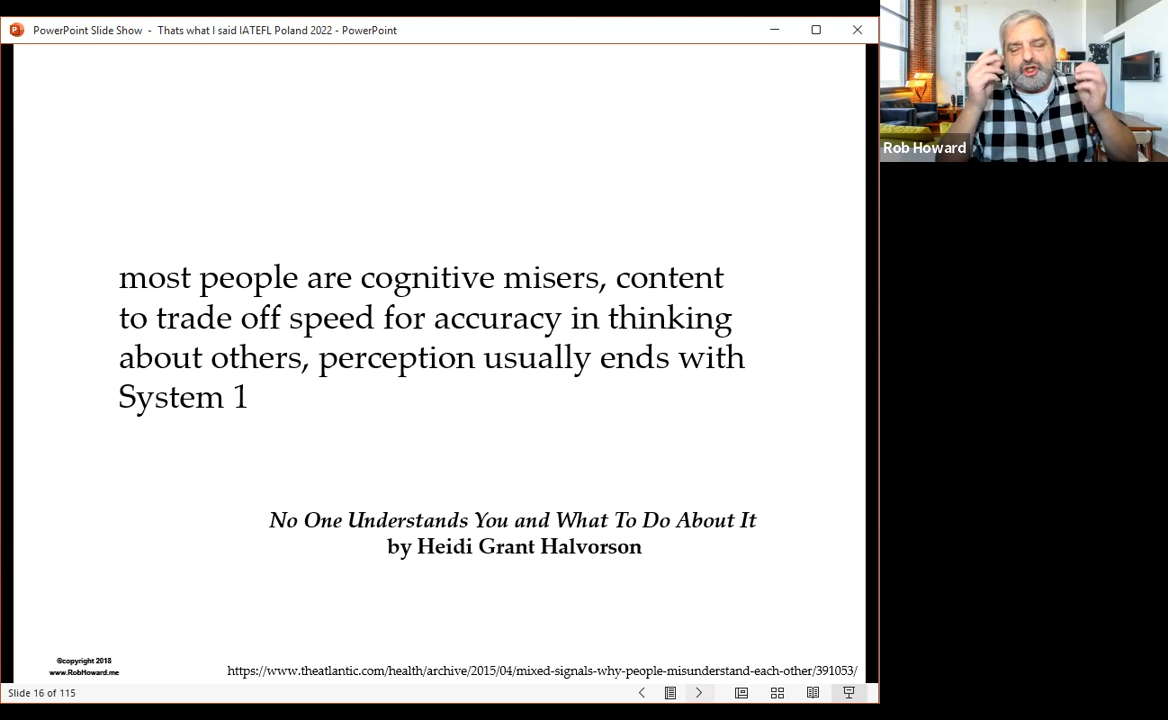 PowerPoint Slide Show - Thats what I said IATEFL Poland 2022 - PowerPoint
Rob Howard
most people are cognitive misers, content
to trade off speed for accuracy in thinking
about others, perception usually ends with
System 1
No One Understands You and What To Do About It
by Heidi Grant Halvorson
©copyright 2018
www.RobHoward.me
https://www.theatlantic.com/health/archive/2015/04/mixed-signals-why-people-misunderstand-each-other/391053/
Slide 16 of 115